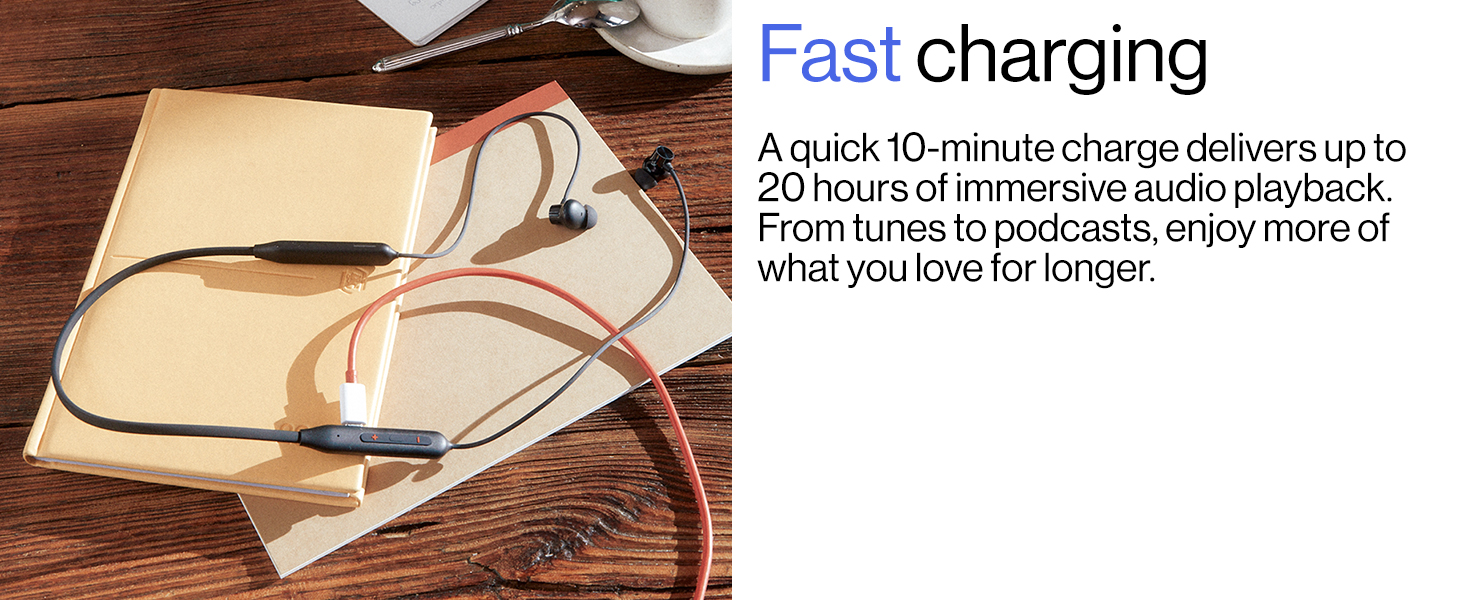 Fast charging
A quick 10-minute charge delivers up to
20 hours of immersive audio playback.
From tunes to podcasts, enjoy more of
what you love for longer.